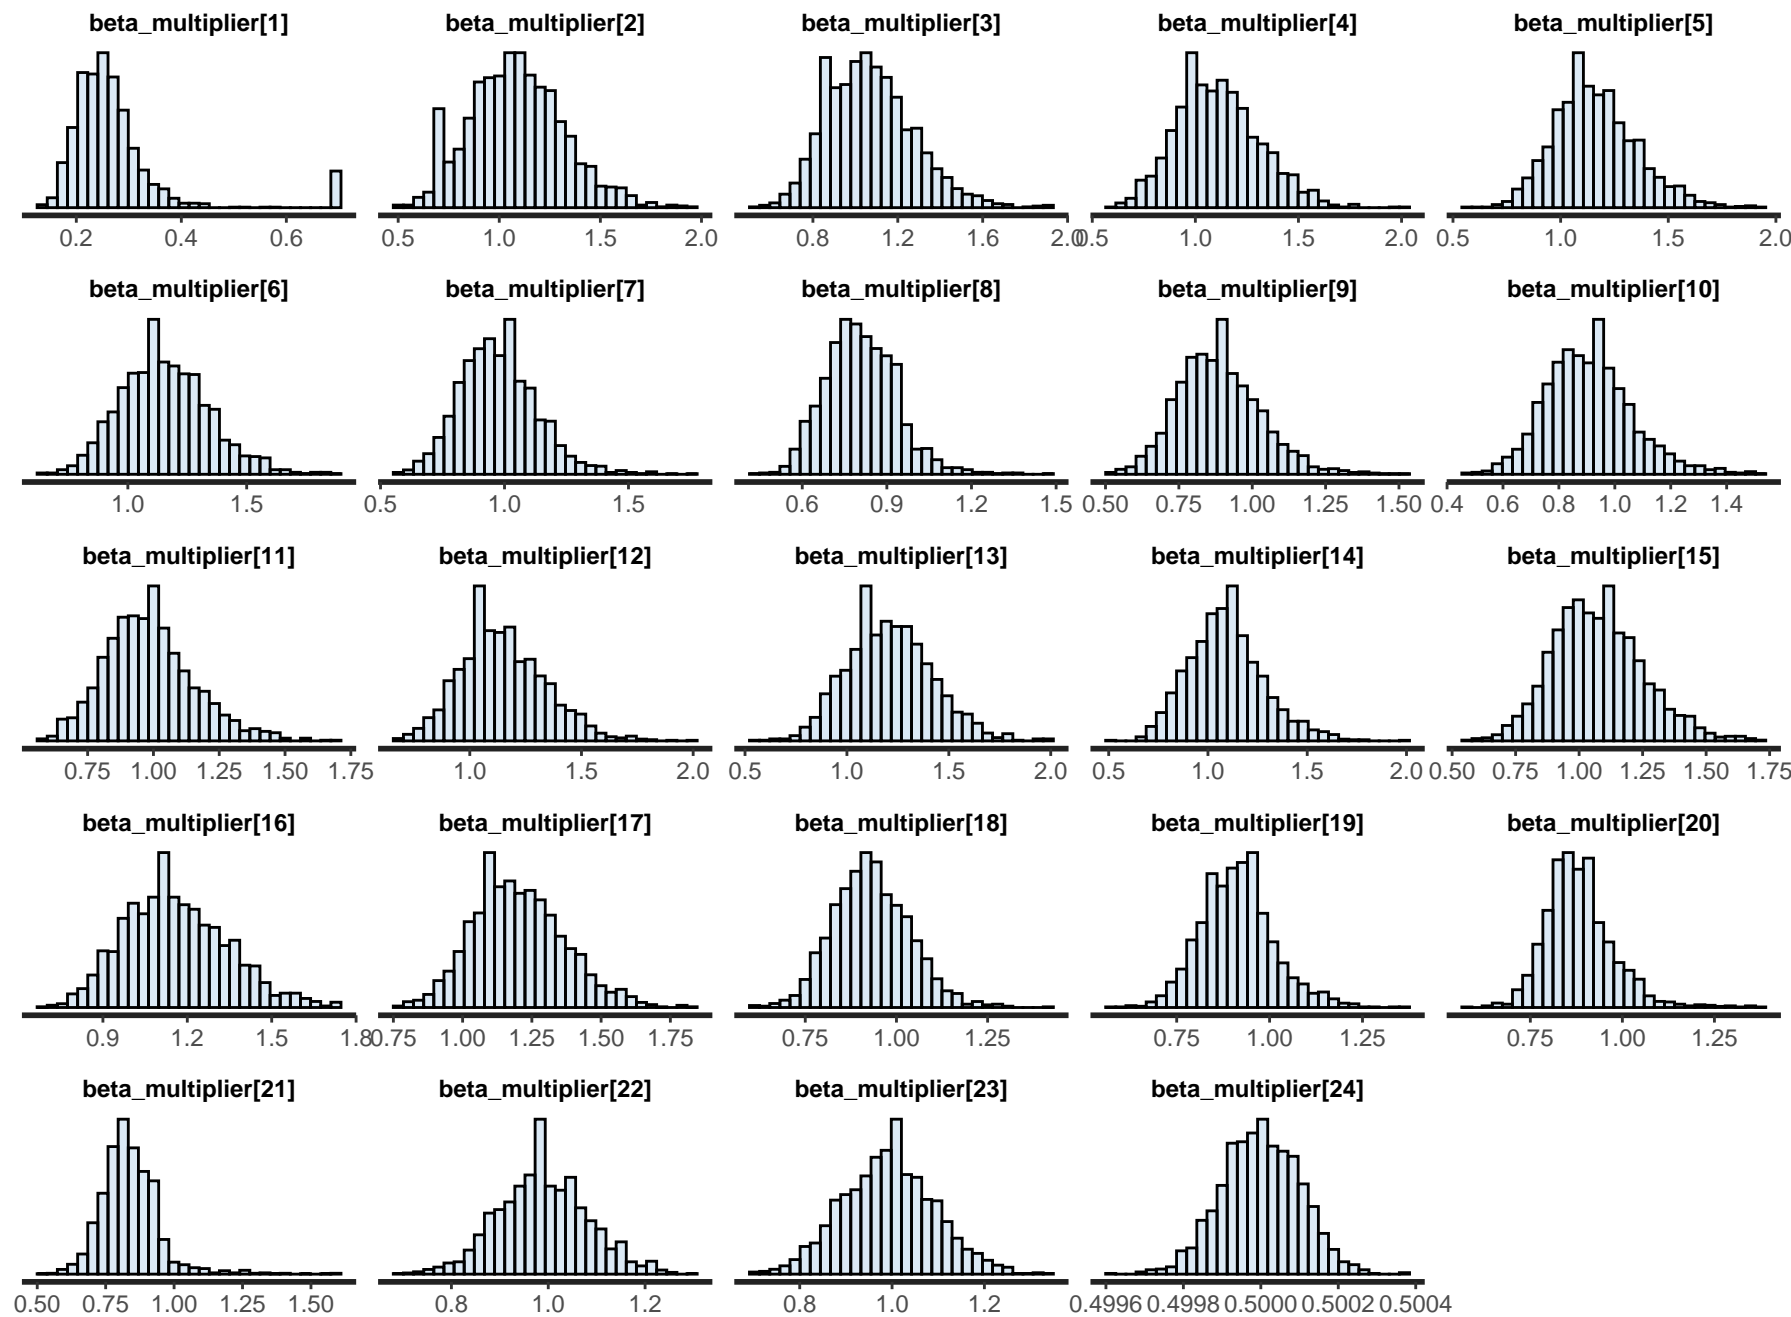 beta_multiplier[1] beta_multiplier[2] beta_multiplier[3] beta_multiplier[4] beta_multiplier[5]
0.2 0.4 0.6 0.5 1.0 1.5 2.0 0.8 1.2 1.6 2.0 0.5 1.0 1.5 2.0 0.5 1.0 1.5 2.0
beta_multiplier[6] beta_multiplier[7] beta_multiplier[8] beta_multiplier[9] beta_multiplier[10]
1.0 1.5 0.5 1.0 1.5 0.6 0.9 1.2 1.5 0.50 0.75 1.00 1.25 1.50 0.4 0.6 0.8 1.0 1.2 1.4
beta_multiplier[11] beta_multiplier[12] beta_multiplier[13] beta_multiplier[14] beta_multiplier[15]
0.75 1.00 1.25 1.50 1.75 1.0 1.5 2.0 0.5 1.0 1.5 2.0 0.5 1.0 1.5 2.0 0.50 0.75 1.00 1.25 1.50 1.75
beta_multiplier[16] beta_multiplier[17] beta_multiplier[18] beta_multiplier[19] beta_multiplier[20]
0.9 1.2 1.5 1.8 0.75 1.00 1.25 1.50 1.75 0.75 1.00 1.25 0.75 1.00 1.25 0.75 1.00 1.25
beta_multiplier[21] beta_multiplier[22] beta_multiplier[23] beta_multiplier[24]
0.50 0.75 1.00 1.25 1.50 0.8 1.0 1.2 0.8 1.0 1.2 0.4996 0.4998 0.5000 0.5002 0.5004